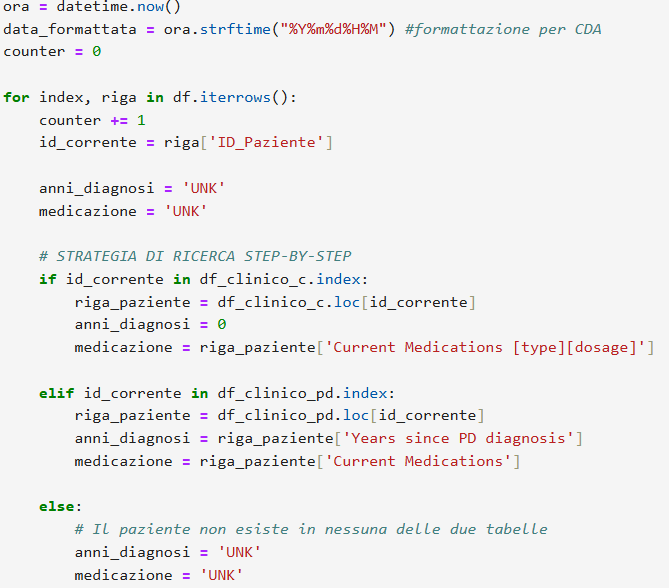 ora = datetime.now()
data_formattata = ora.strftime("%Y%m%d%H%M") #formattazione per CDA
counter = 0

for index, riga in df.iterrows():
    counter += 1
    id_corrente = riga['ID_Paziente']

    anni_diagnosi = 'UNK'
    medicazione = 'UNK'

    # STRATEGIA DI RICERCA STEP-BY-STEP
    if id_corrente in df_clinico_c.index:
        riga_paziente = df_clinico_c.loc[id_corrente]
        anni_diagnosi = 0
        medicazione = riga_paziente['Current Medications [type][dosage]']

    elif id_corrente in df_clinico_pd.index:
        riga_paziente = df_clinico_pd.loc[id_corrente]
        anni_diagnosi = riga_paziente['Years since PD diagnosis']
        medicazione = riga_paziente['Current Medications']

    else:
        # Il paziente non esiste in nessuna delle due tabelle
        anni_diagnosi = 'UNK'
        medicazione = 'UNK'